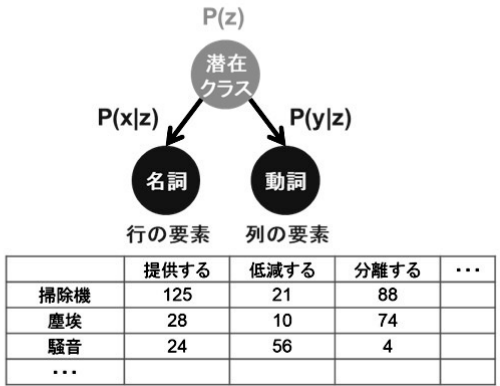 P(z)
潜在
クラス
P(x|z) P(y|z)
名詞 動詞
行の要素 列の要素
提供する 低減する 分離する ・・・
掃除機 125 21 88
塵埃 28 10 74
騒音 24 56 4
・・・